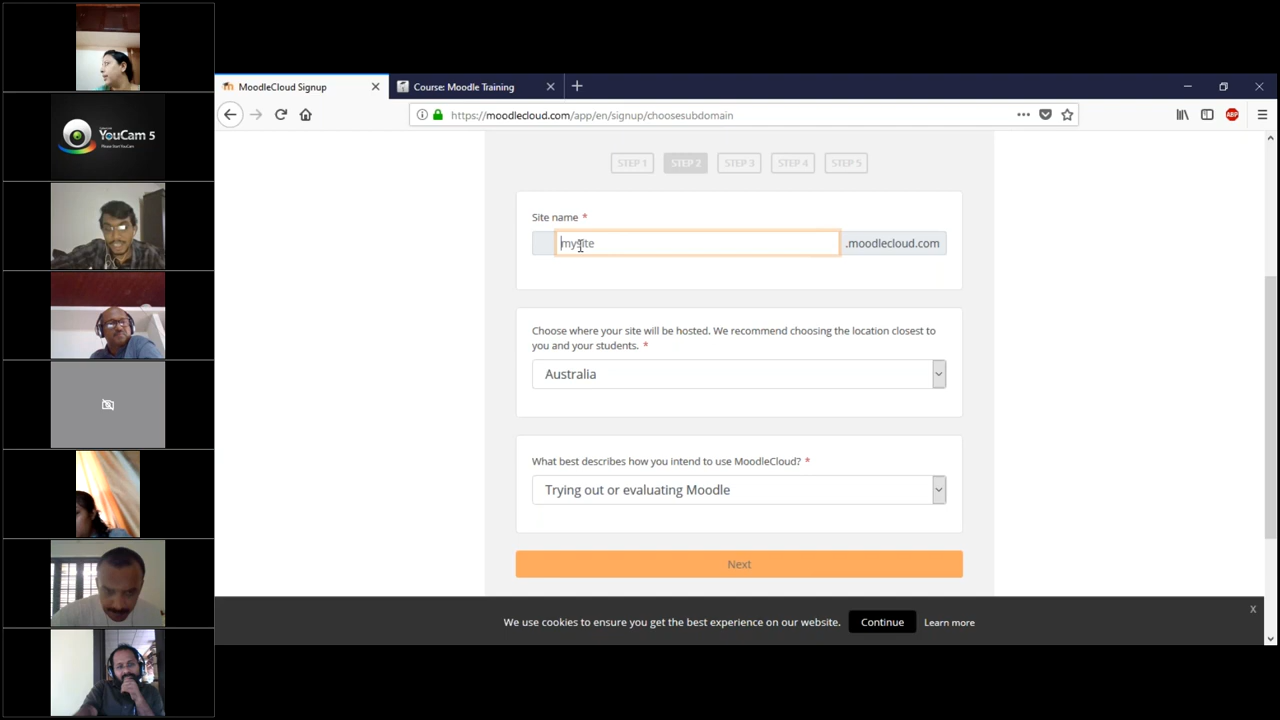 YouCam 5
Please Start YouCam
MoodleCloud Signup
Course: Moodle Training
https://moodlecloud.com/app/en/signup/choosesubdomain
ABP
STEP 1
STEP 2
STEP 3
STEP 4
STEP 5
Site name *
mysite
.moodlecloud.com
Choose where your site will be hosted. We recommend choosing the location closest to
you and your students. *
Australia
What best describes how you intend to use MoodleCloud? *
Trying out or evaluating Moodle
Next
We use cookies to ensure you get the best experience on our website.
Continue
Learn more
X